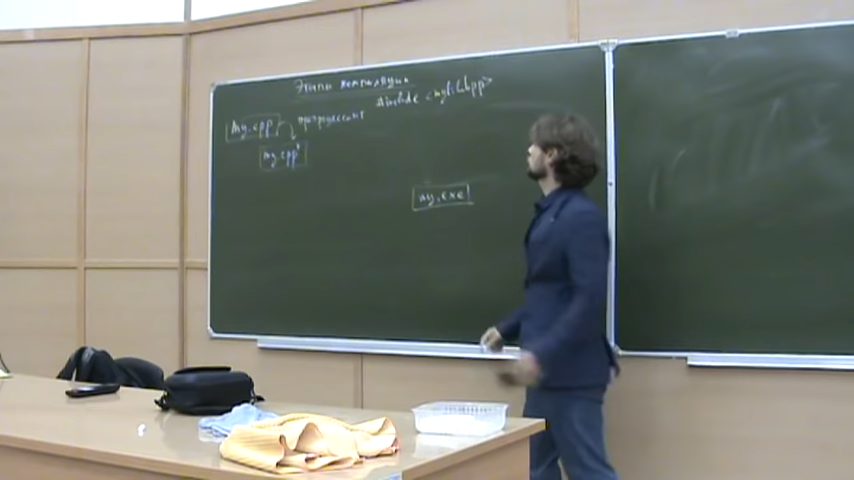 Этапы компиляции
#include <mylib.hpp>
my.cpp препроцессинг
my.cpp'
my.exe